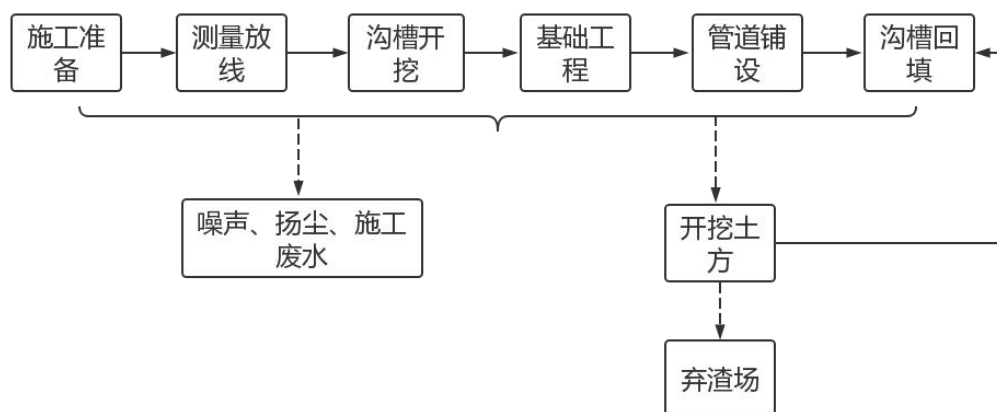 施工准
备
测量放
线
沟槽开
挖
基础工
程
管道铺
设
沟槽回
填
噪声、扬尘、施工
废水
开挖土
方
弃渣场